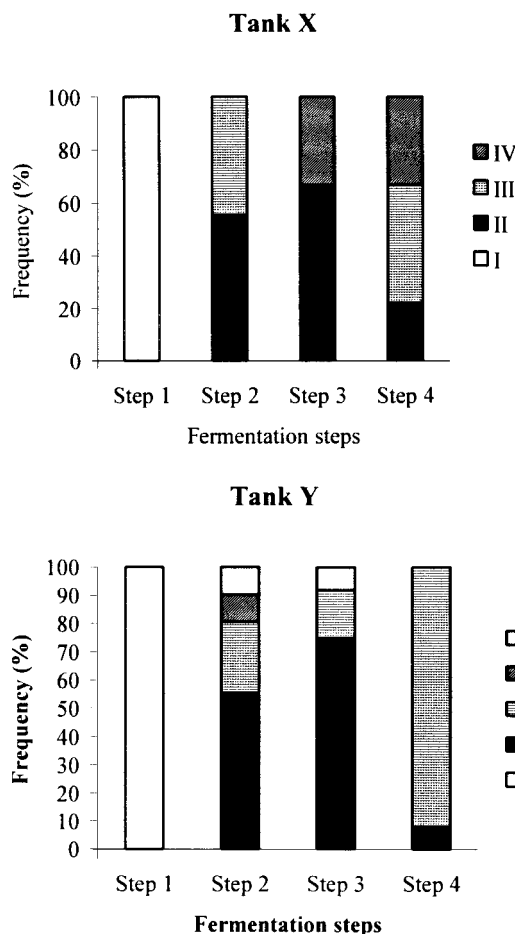 Tank X
Frequency (%)
100
80
60
40
20
0
Step 1 Step 2 Step 3 Step 4
Fermentation steps
IV
III
II
I
Tank Y
Frequency (%)
100
90
80
70
60
50
40
30
20
10
0
Step 1 Step 2 Step 3 Step 4
Fermentation steps